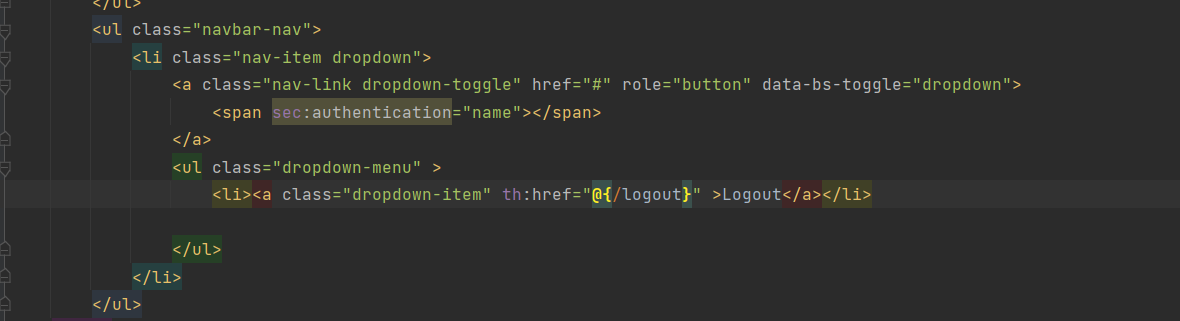 </ul>
<ul class="navbar-nav">
<li class="nav-item dropdown">
<a class="nav-link dropdown-toggle" href="#" role="button" data-bs-toggle="dropdown">
<span sec:authentication="name"></span>
</a>
<ul class="dropdown-menu" >
<li><a class="dropdown-item" th:href="@{/logout}" >Logout</a></li>
</ul>
</li>
</ul>